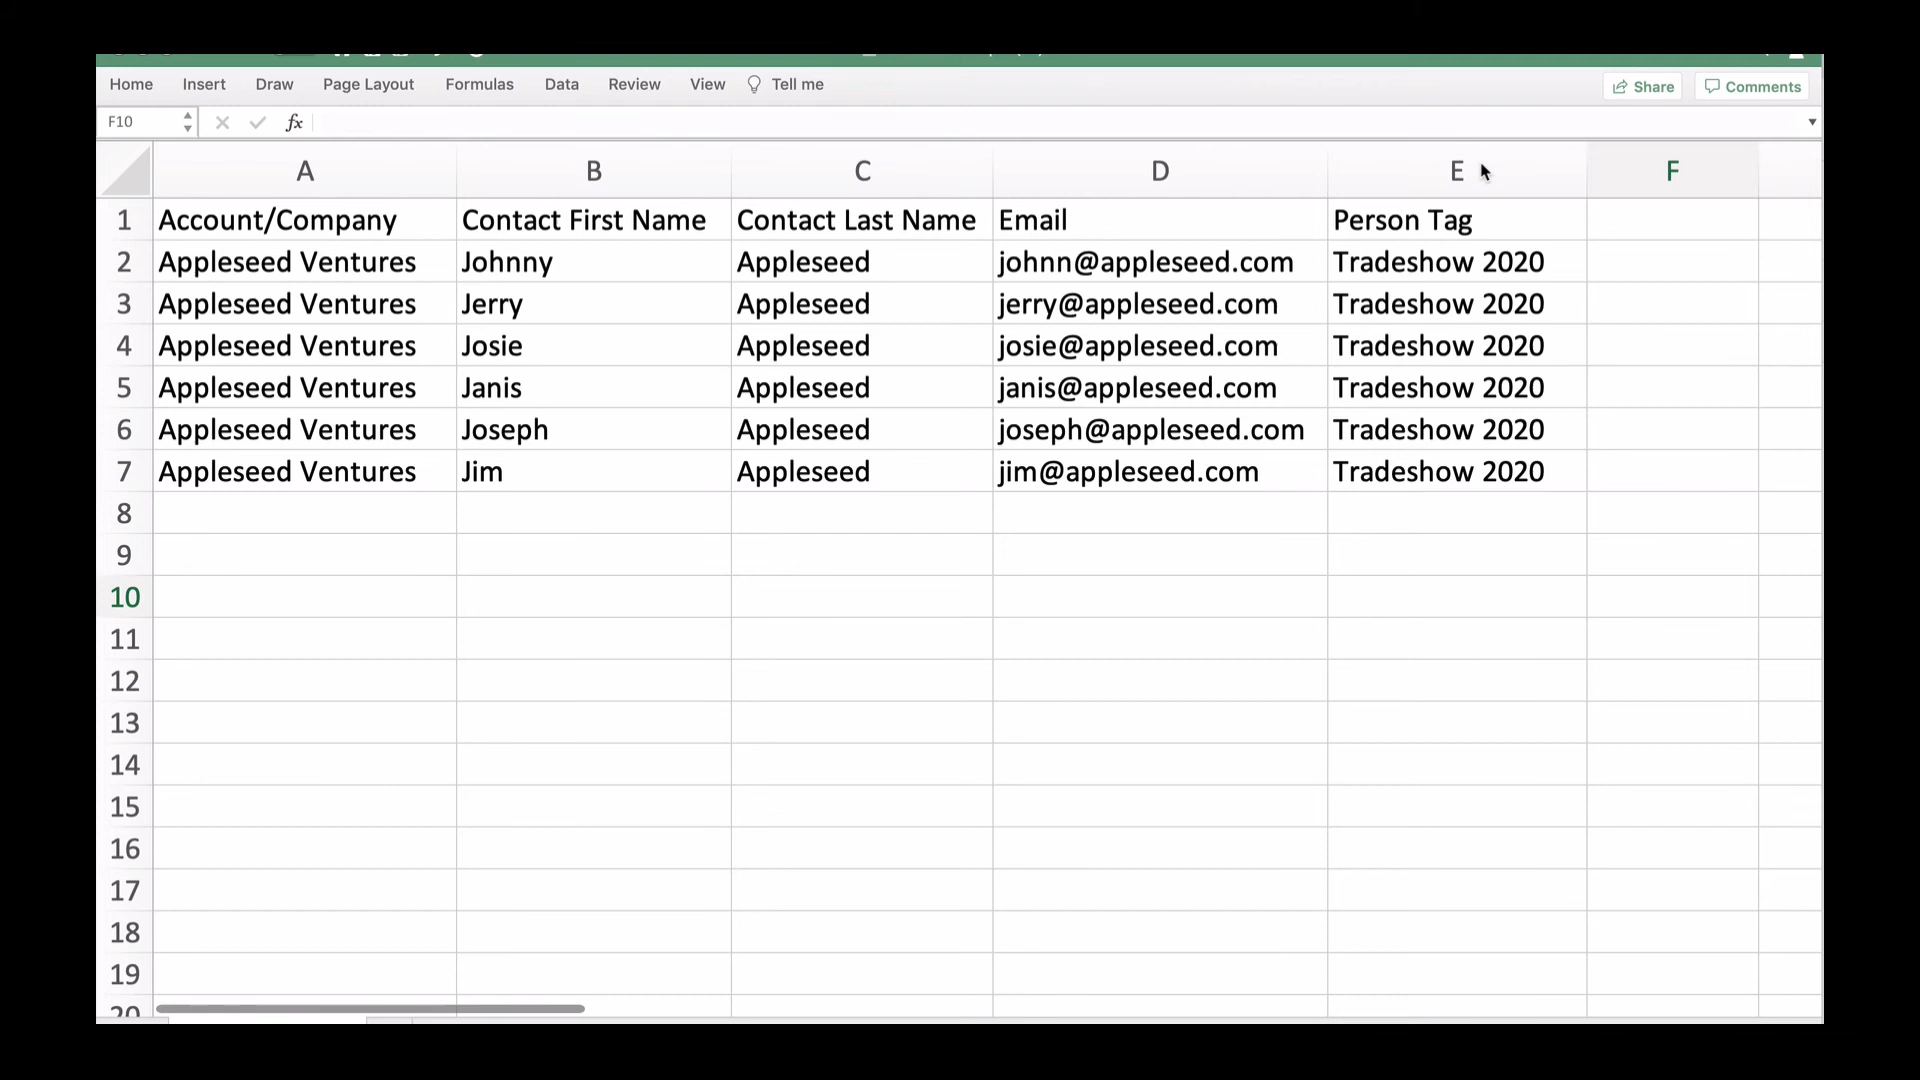 Home Insert Draw Page Layout Formulas Data Review View Tell me Share Comments
F10 fx
A B C D E F
1 Account/Company Contact First Name Contact Last Name Email Person Tag
2 Appleseed Ventures Johnny Appleseed johnn@appleseed.com Tradeshow 2020
3 Appleseed Ventures Jerry Appleseed jerry@appleseed.com Tradeshow 2020
4 Appleseed Ventures Josie Appleseed josie@appleseed.com Tradeshow 2020
5 Appleseed Ventures Janis Appleseed janis@appleseed.com Tradeshow 2020
6 Appleseed Ventures Joseph Appleseed joseph@appleseed.com Tradeshow 2020
7 Appleseed Ventures Jim Appleseed jim@appleseed.com Tradeshow 2020
8
9
10
11
12
13
14
15
16
17
18
19
20